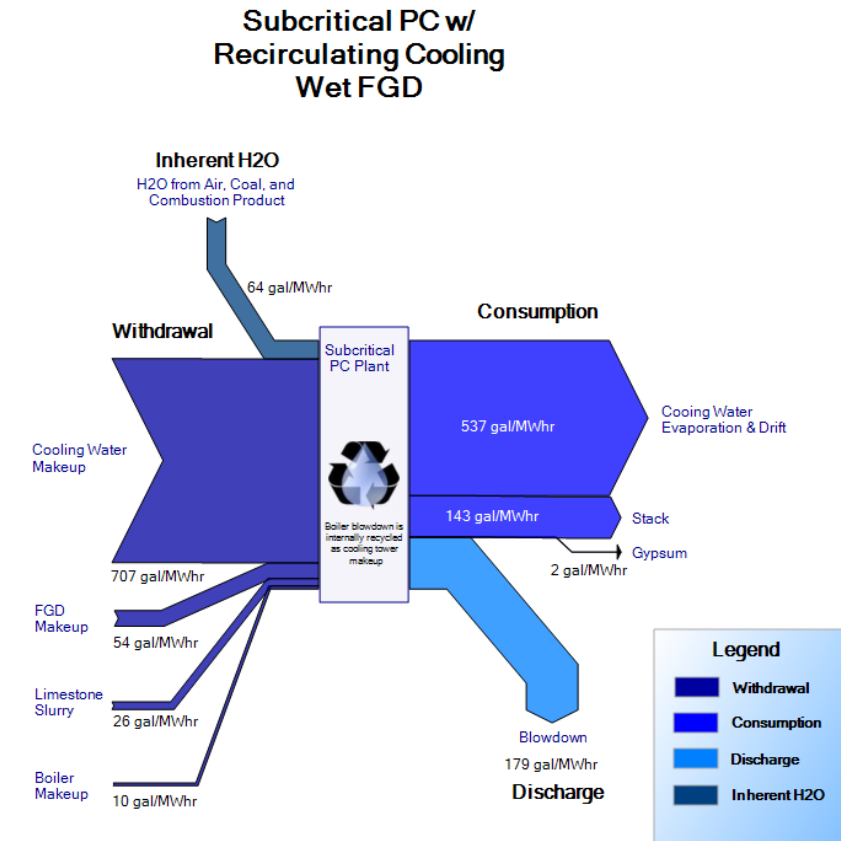 Subcritical PC w/
Recirculating Cooling
Wet FGD
Inherent H2O
H2O from Air, Coal, and
Combustion Product
64 gal/MWhr
Withdrawal
Consumption
Subcritical
PC Plant
Cooling Water
Makeup
537 gal/MWhr
Cooing Water
Evaporation & Drift
143 gal/MWhr
Stack
Boiler blowdown is
internally recycled
as cooling tower
makeup
Gypsum
2 gal/MWhr
707 gal/MWhr
FGD
Makeup
54 gal/MWhr
Limestone
Slurry
26 gal/MWhr
Boiler
Makeup
10 gal/MWhr
Blowdown
179 gal/MWhr
Discharge
Legend
Withdrawal
Consumption
Discharge
Inherent H2O